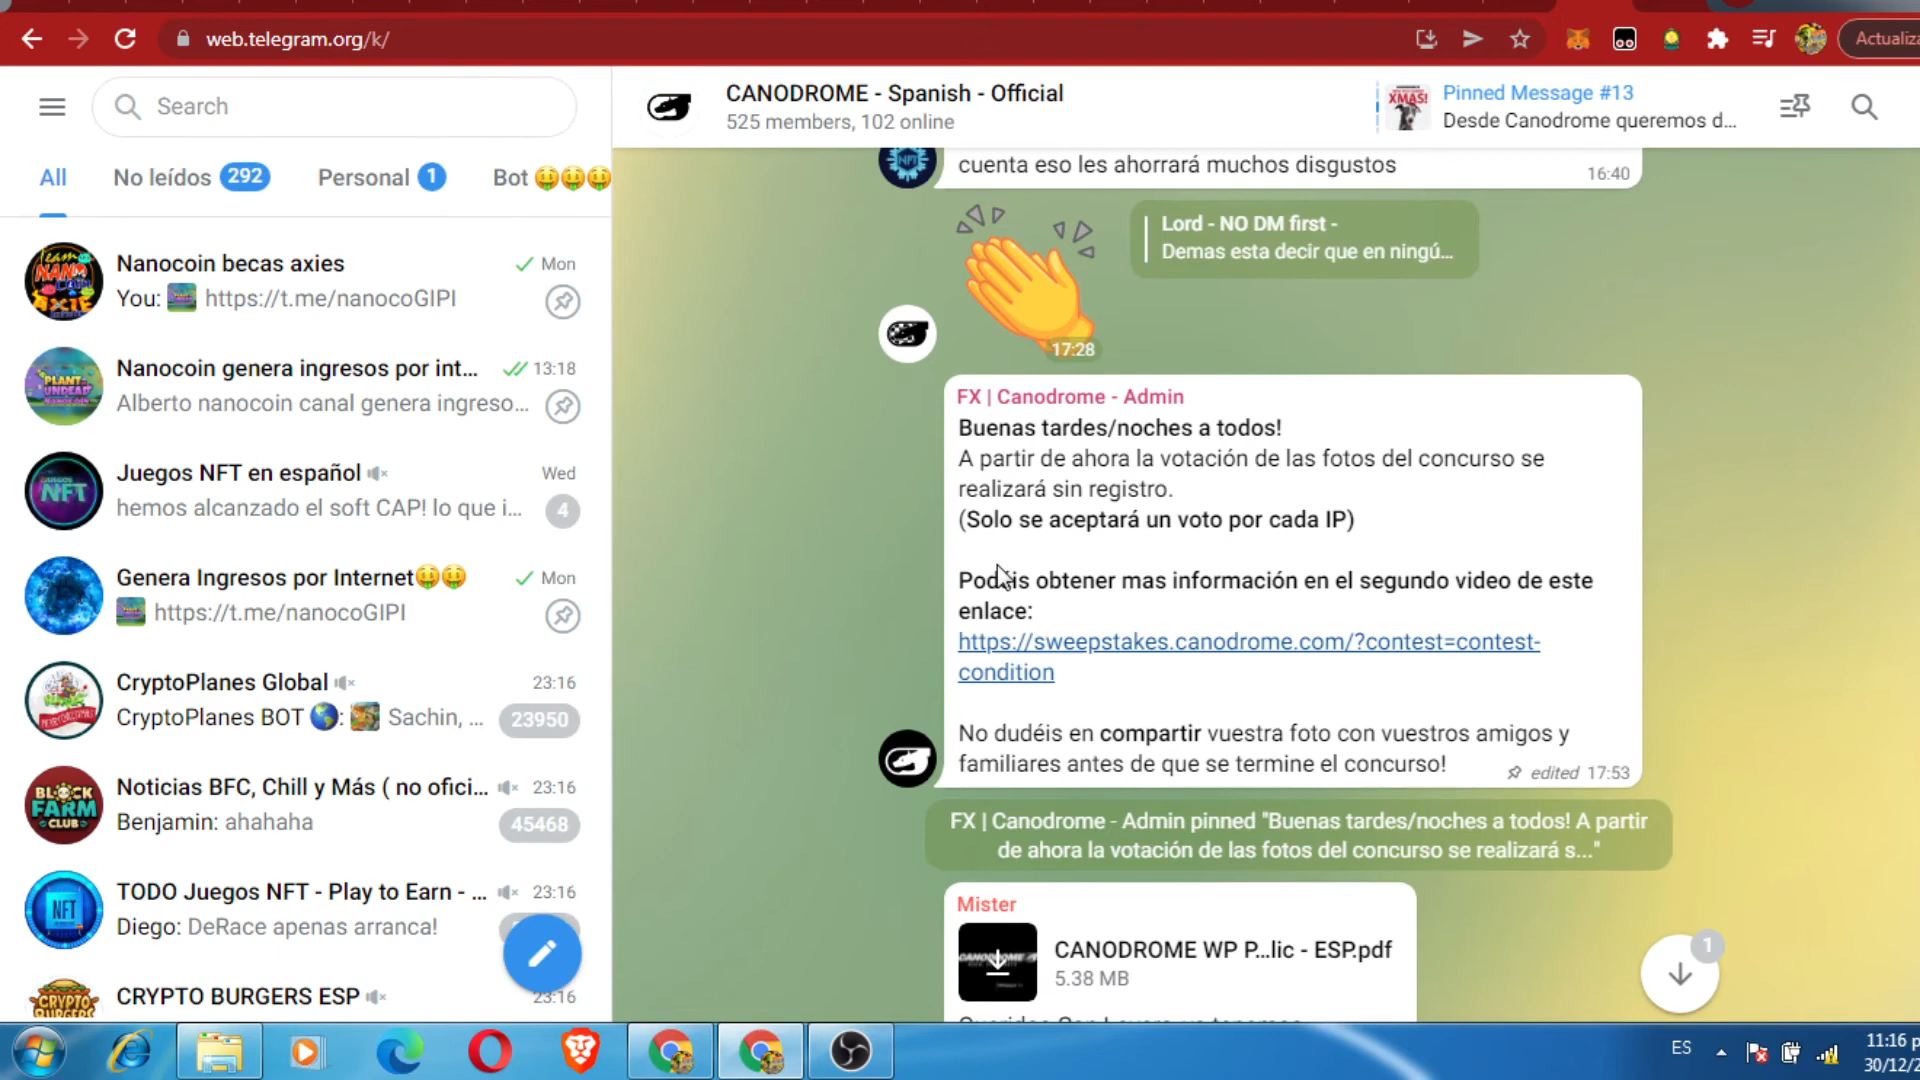 web.telegram.org/k/
Actualiza
Search
All
No leídos 292
Personal 1
Bot 🤑🤑🤑
Nanocoin becas axies
Mon
You: https://t.me/nanocoGIPI
Nanocoin genera ingresos por int...
13:18
Alberto nanocoin canal genera ingreso...
Juegos NFT en español
Wed
hemos alcanzado el soft CAP! lo que i...
4
Genera Ingresos por Internet🤑🤑
Mon
https://t.me/nanocoGIPI
CryptoPlanes Global
23:16
CryptoPlanes BOT 🌎: Sachin, ...
23950
Noticias BFC, Chill y Más ( no ofici...
23:16
Benjamin: ahahaha
45468
TODO Juegos NFT - Play to Earn - ...
23:16
Diego: DeRace apenas arranca!
CRYPTO BURGERS ESP
23:16
CANODROME - Spanish - Official
525 members, 102 online
XMAS!
Pinned Message #13
Desde Canodrome queremos d...
cuenta eso les ahorrará muchos disgustos
16:40
Lord - NO DM first -
Demas esta decir que en ningú...
17:28
FX | Canodrome - Admin
Buenas tardes/noches a todos!
A partir de ahora la votación de las fotos del concurso se
realizará sin registro.
(Solo se aceptará un voto por cada IP)
Podéis obtener mas información en el segundo video de este
enlace:
https://sweepstakes.canodrome.com/?contest=contest-
condition
No dudéis en compartir vuestra foto con vuestros amigos y
familiares antes de que se termine el concurso!
edited 17:53
FX | Canodrome - Admin pinned "Buenas tardes/noches a todos! A partir
de ahora la votación de las fotos del concurso se realizará s..."
Mister
CANODROME WP P...lic - ESP.pdf
5.38 MB
1
ES
11:16 p
30/12/2